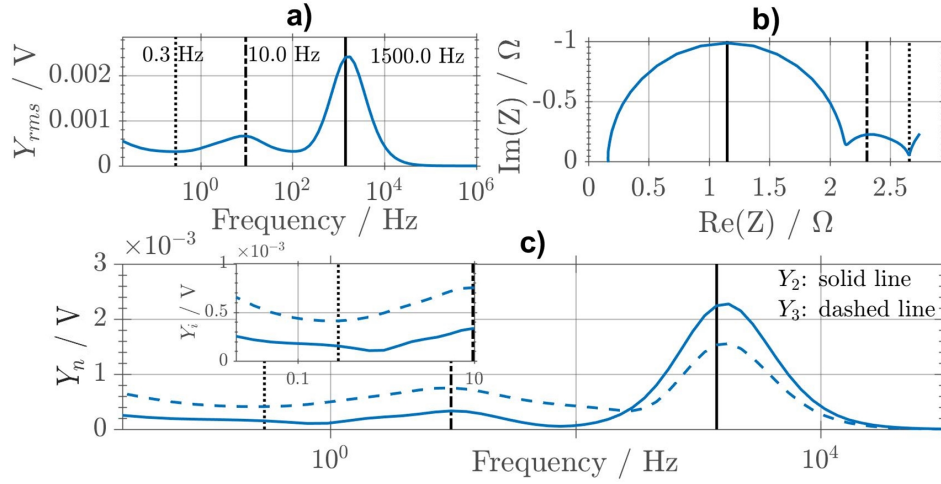 a)
Y_rms / V
0.002
0.001
0
0.3 Hz
10.0 Hz
1500.0 Hz
10^0
10^2
10^4
10^6
Frequency / Hz
b)
Im(Z) / Ω
-1
-0.5
0
0
0.5
1
1.5
2
2.5
Re(Z) / Ω
c)
×10^-3
Y_n / V
3
2
1
0
×10^-3
Y_i / V
1
0.5
0
0.1
10
Y_2: solid line
Y_3: dashed line
10^0
Frequency / Hz
10^4